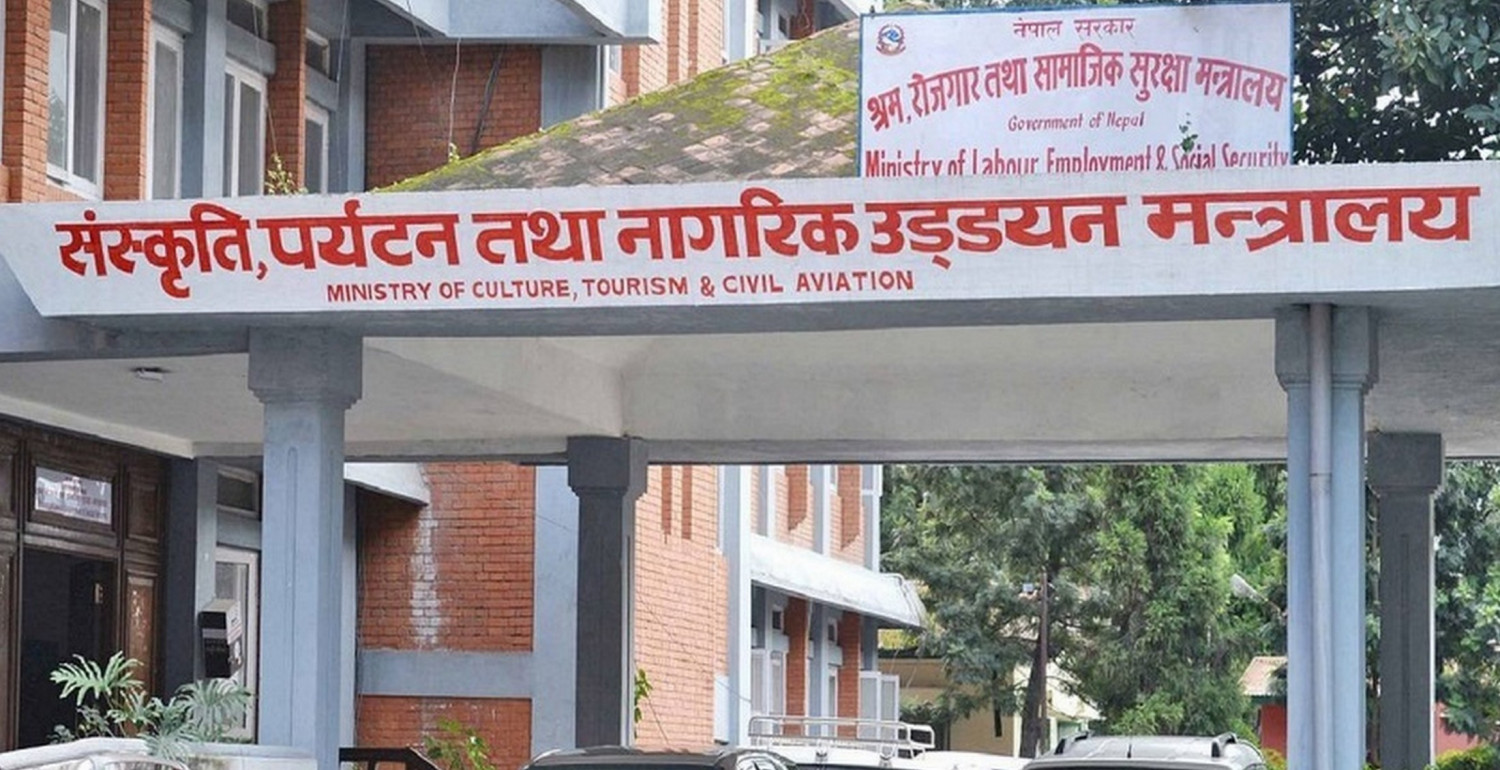 नेपाल सरकार
श्रम, रोजगार तथा सामाजिक सुरक्षा मन्त्रालय
Government of Nepal
Ministry of Labour Employment & Social Security
संस्कृति, पर्यटन तथा नागरिक उड्डयन मन्त्रालय
MINISTRY OF CULTURE, TOURISM & CIVIL AVIATION